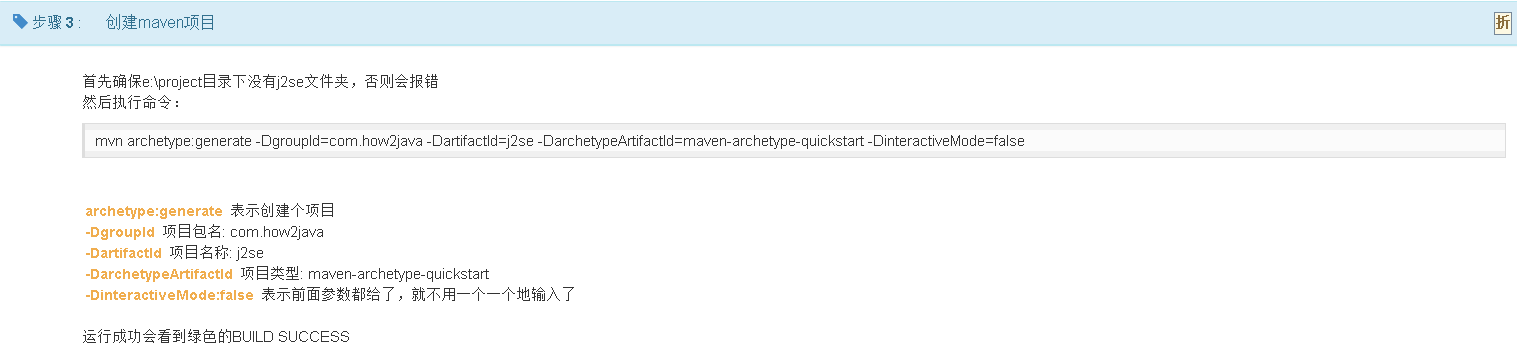 步骤 3 : 创建maven项目 折
首先确保e:\project目录下没有j2se文件夹，否则会报错
然后执行命令：
mvn archetype:generate -DgroupId=com.how2java -DartifactId=j2se -DarchetypeArtifactId=maven-archetype-quickstart -DinteractiveMode=false
archetype:generate 表示创建个项目
-DgroupId 项目包名: com.how2java
-DartifactId 项目名称: j2se
-DarchetypeArtifactId 项目类型: maven-archetype-quickstart
-DinteractiveMode:false 表示前面参数都给了，就不用一个一个地输入了
运行成功会看到绿色的BUILD SUCCESS